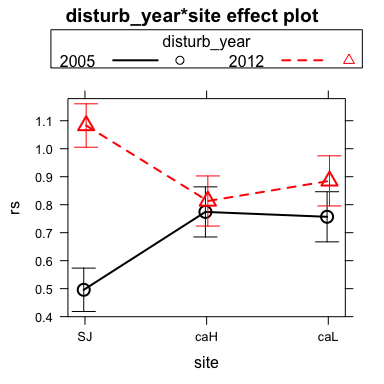 disturb_year*site effect plot
disturb_year
2005 2012
1.1
1.0
0.9
0.8
0.7
0.6
0.5
0.4
rs
SJ caH caL
site